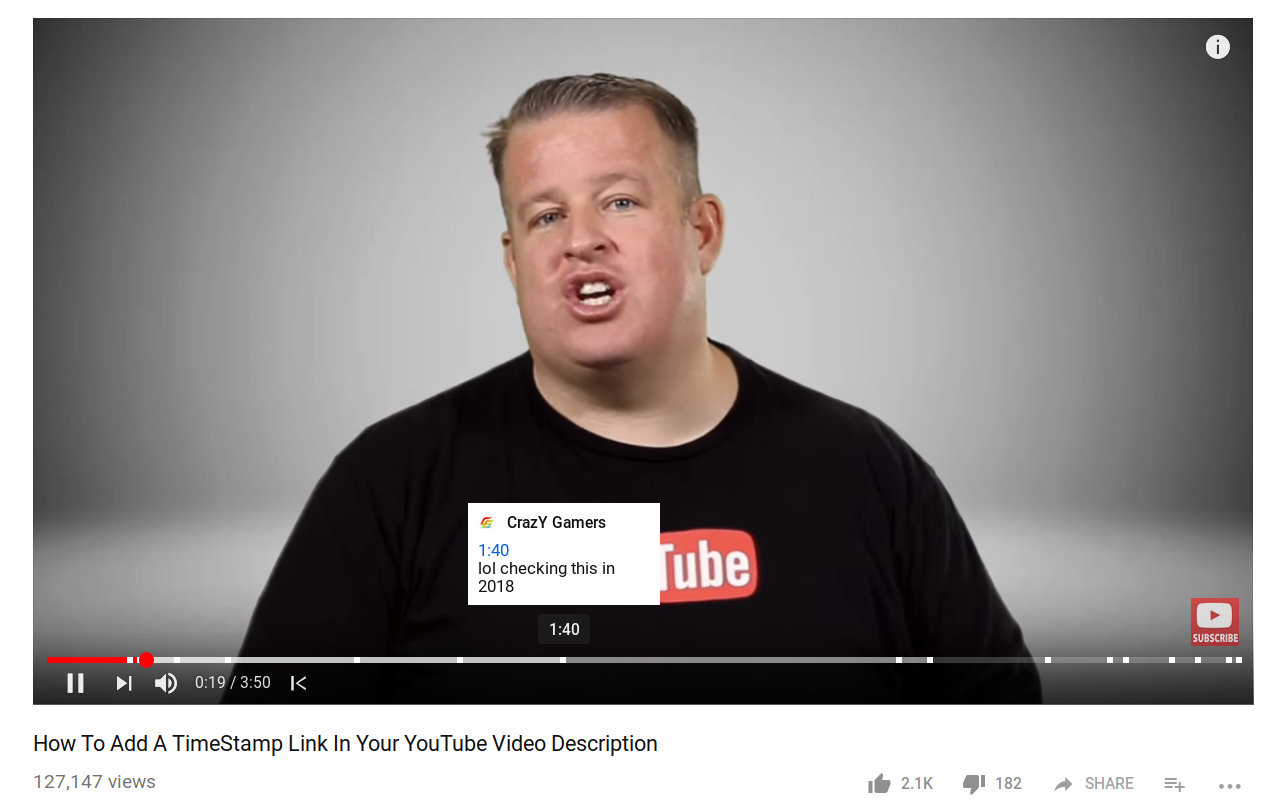 CrazY Gamers
1:40
lol checking this in
2018
Tube
1:40
SUBSCRIBE
0:19 / 3:50
How To Add A TimeStamp Link In Your YouTube Video Description
127,147 views
2.1K
182
SHARE